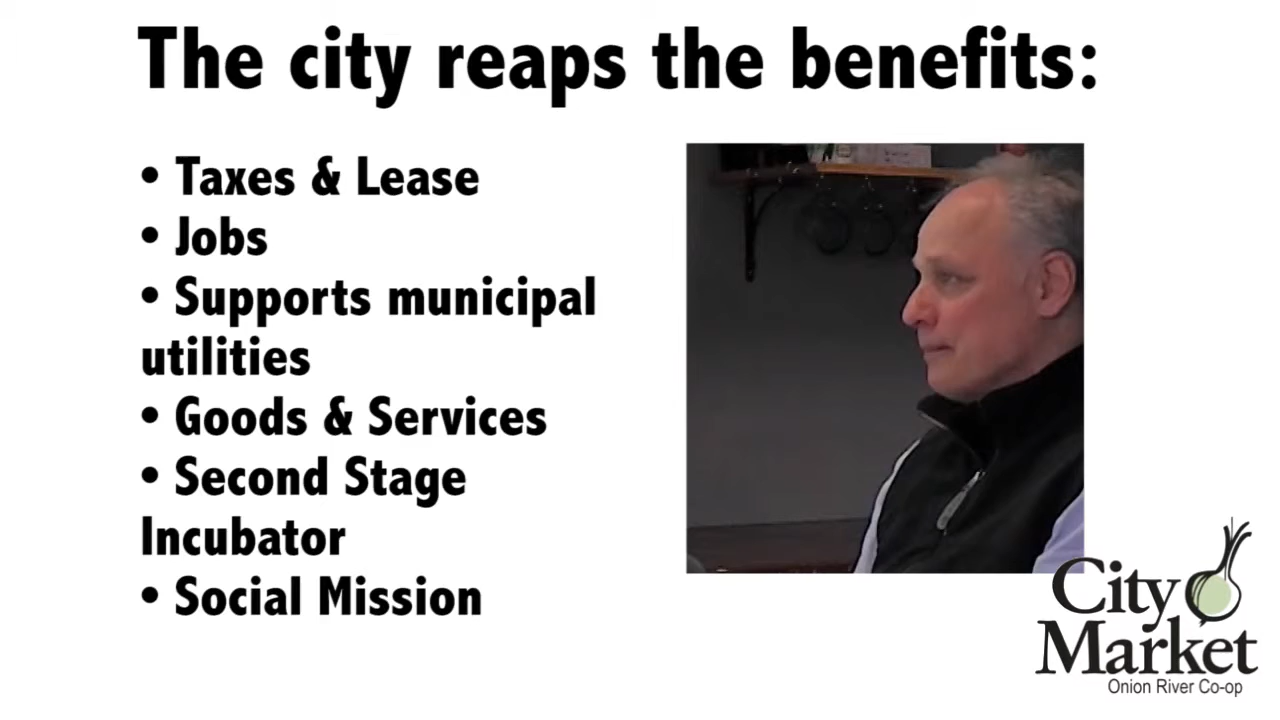 The city reaps the benefits:
• Taxes & Lease
• Jobs
• Supports municipal
utilities
• Goods & Services
• Second Stage
Incubator
• Social Mission
City
Market
Onion River Co-op